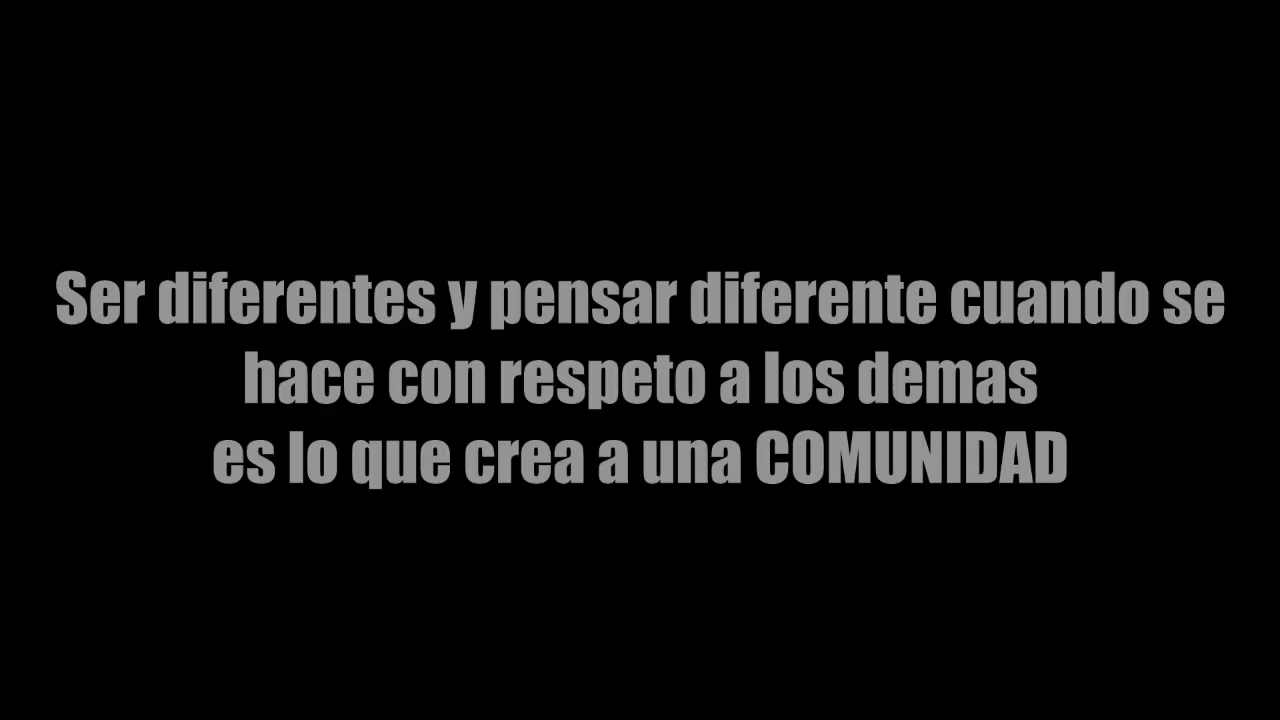 Ser diferentes y pensar diferente cuando se
hace con respeto a los demas
es lo que crea a una COMUNIDAD